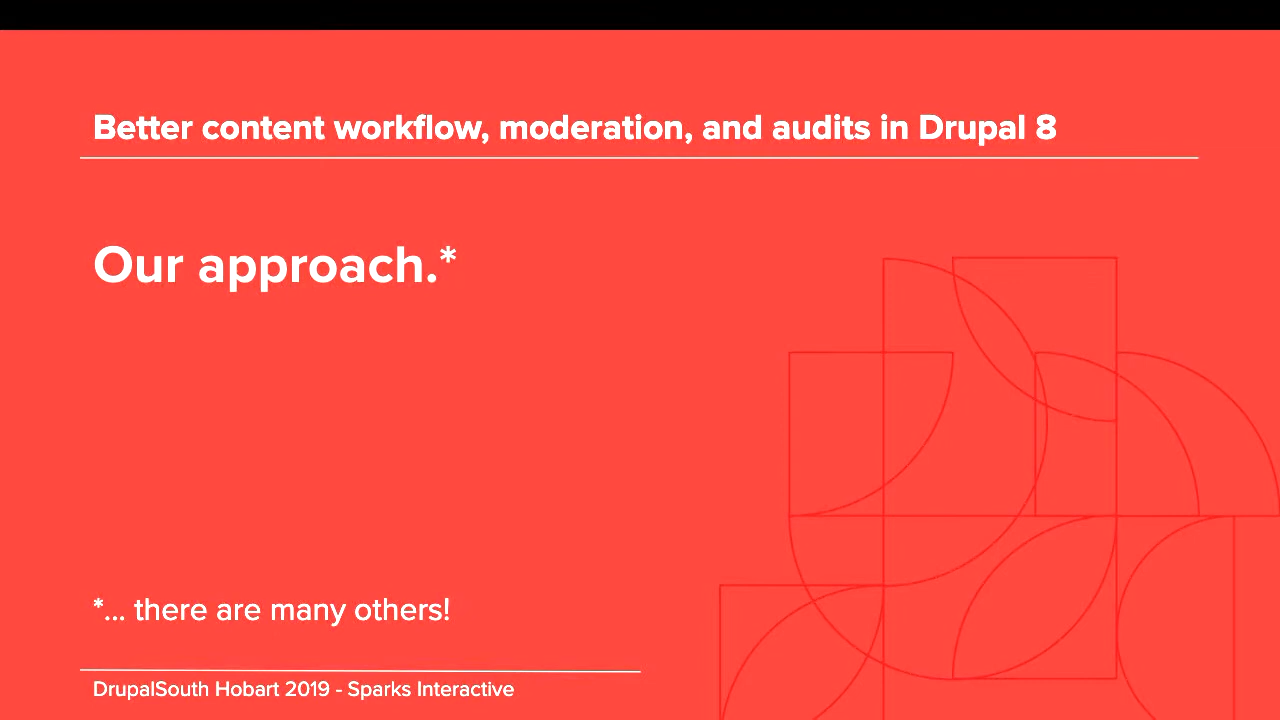 Better content workflow, moderation, and audits in Drupal 8
Our approach.*
*... there are many others!
DrupalSouth Hobart 2019 - Sparks Interactive